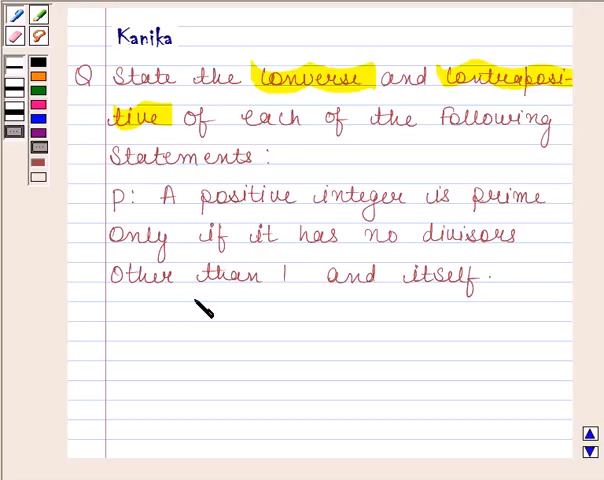 Kanika
Q State the converse and contraposi-
tive of each of the following
Statements :
p: A positive integer is prime
Only if it has no divisors
Other than 1 and itself.